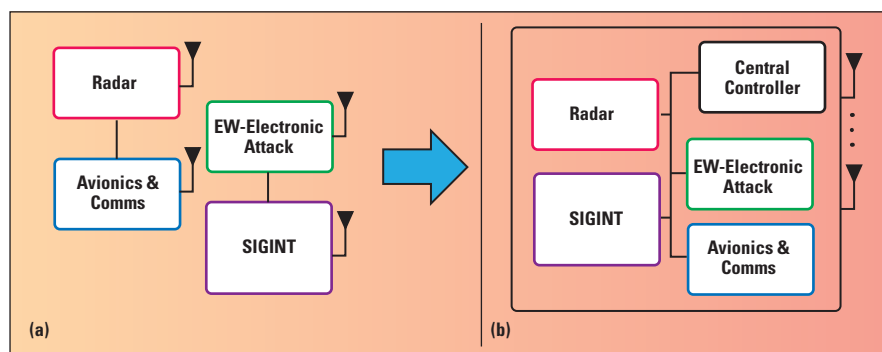 Radar
Avionics &
Comms
EW-Electronic
Attack
SIGINT
(a)
Radar
SIGINT
Central
Controller
EW-Electronic
Attack
Avionics &
Comms
(b)